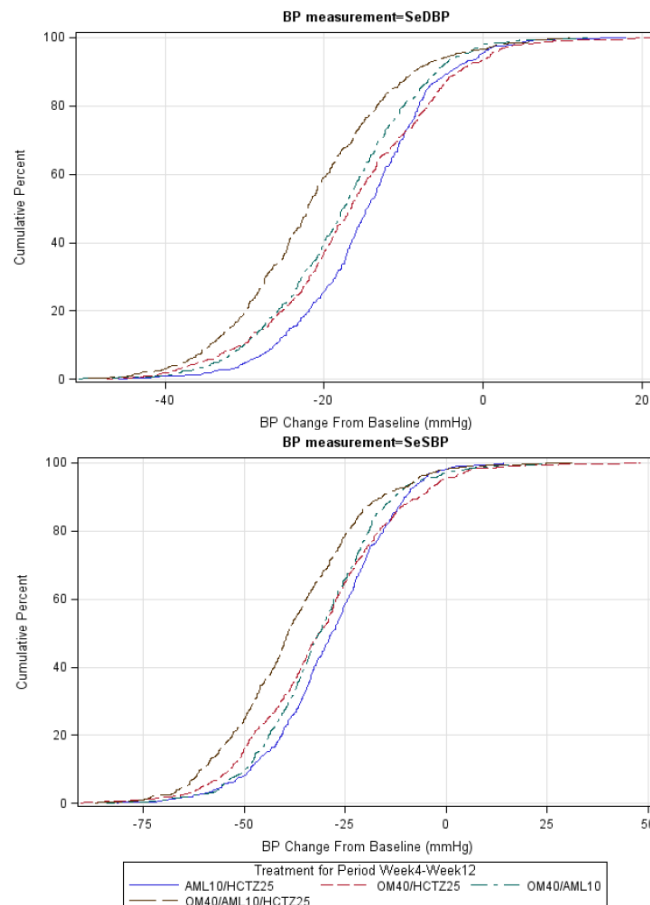 BP measurement=SeDBP
100
80
60
40
20
0
Cumulative Percent
-40 -20 0 20
BP Change From Baseline (mmHg)
BP measurement=SeSBP
100
80
60
40
20
0
Cumulative Percent
-75 -50 -25 0 25 50
BP Change From Baseline (mmHg)
Treatment for Period Week4-Week12
AML10/HCTZ25 OM40/HCTZ25 OM40/AML10
OM40/AML10/HCTZ25